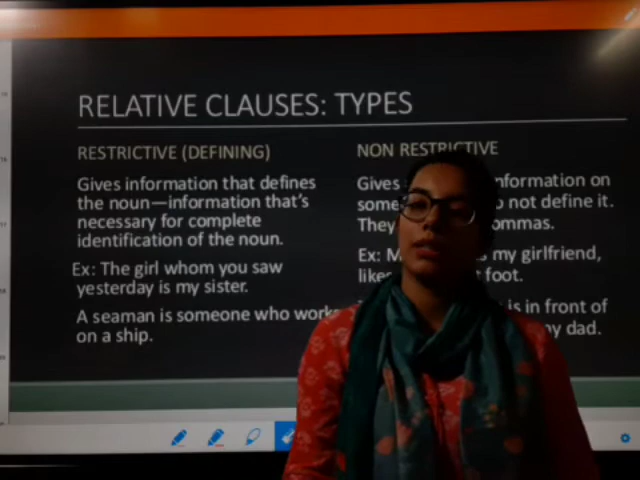 RELATIVE CLAUSES: TYPES
RESTRICTIVE (DEFINING)
Gives information that defines
the noun—information that's
necessary for complete
identification of the noun.
Ex: The girl whom you saw
yesterday is my sister.
A seaman is someone who works
on a ship.
NON RESTRICTIVE
Gives information on
not define it.
They
Ex: my girlfriend,
foot.
is in front of
my dad.